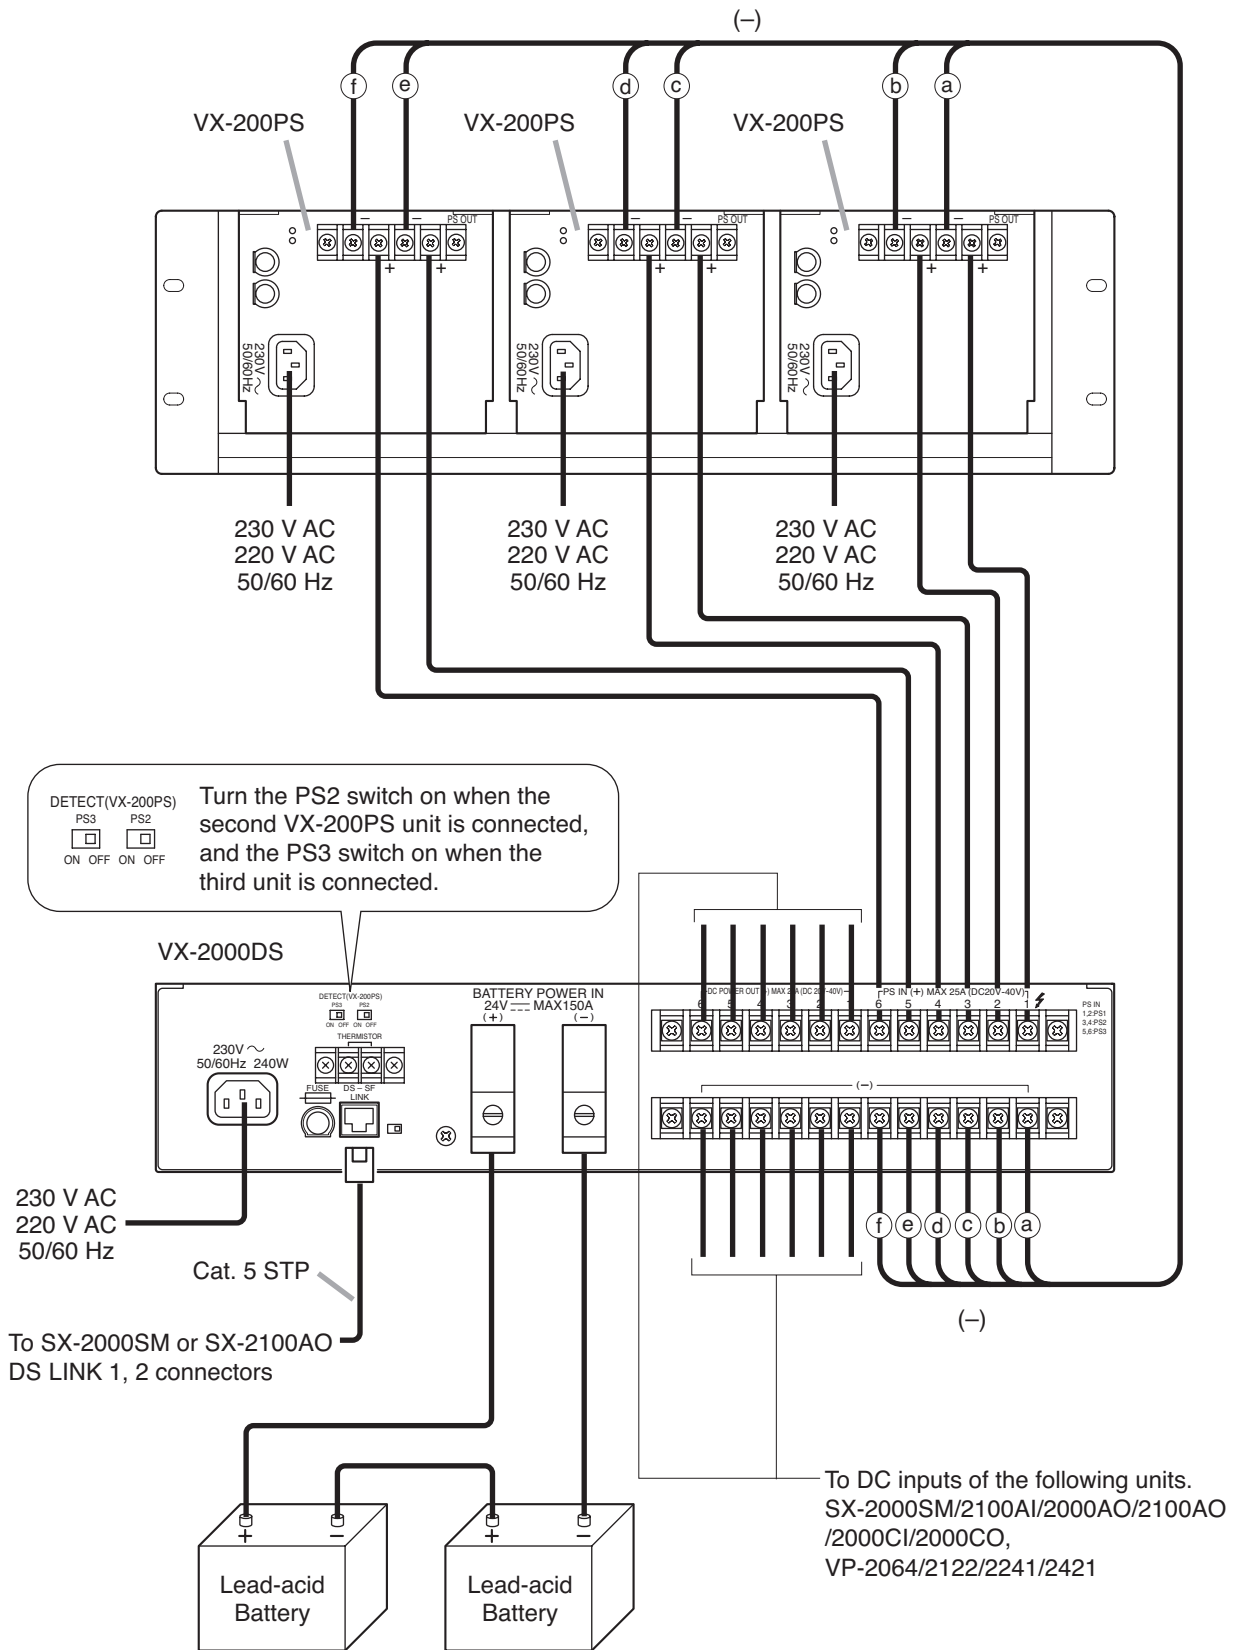 (–)
f e d c b a
VX-200PS VX-200PS VX-200PS
– – PS OUT – – PS OUT – – PS OUT
+ + + + + +
230V ~ 50/60Hz 230V ~ 50/60Hz 230V ~ 50/60Hz
230 V AC 230 V AC 230 V AC
220 V AC 220 V AC 220 V AC
50/60 Hz 50/60 Hz 50/60 Hz
DETECT(VX-200PS)
PS3 PS2
ON OFF ON OFF
Turn the PS2 switch on when the
second VX-200PS unit is connected,
and the PS3 switch on when the
third unit is connected.
VX-2000DS
DETECT(VX-200PS)
PS3 PS2
ON OFF ON OFF
THERMISTOR
BATTERY POWER IN
24V MAX150A
(+) (–)
DC POWER OUT MAX (DC 20V-40V)
PS IN (+) MAX 25A (DC20V-40V)
6 5 4 3 2 1
PS IN
1,2:PS1
3,4:PS2
5,6:PS3
230V ~
50/60Hz 240W
FUSE DS – SF
LINK
(–)
230 V AC
220 V AC
50/60 Hz
f e d c b a
Cat. 5 STP
(–)
To SX-2000SM or SX-2100AO
DS LINK 1, 2 connectors
To DC inputs of the following units.
SX-2000SM/2100AI/2000AO/2100AO
/2000CI/2000CO,
VP-2064/2122/2241/2421
+ – + –
Lead-acid Lead-acid
Battery Battery